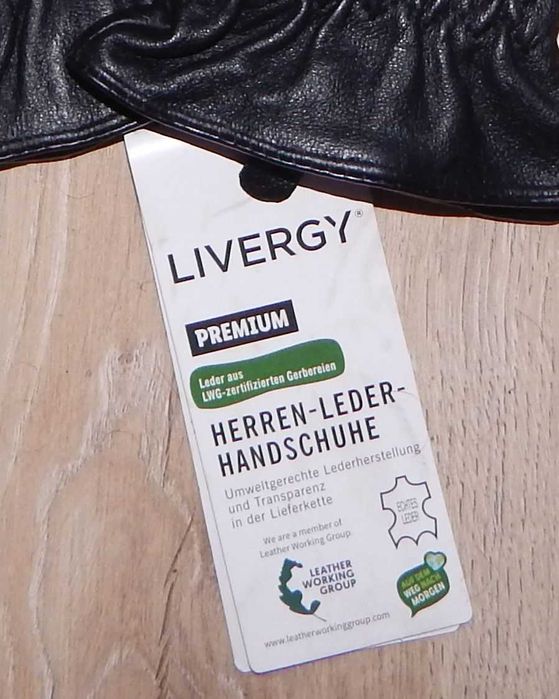 LIVERGY®
PREMIUM
Leder aus
LWG-zertifizierten Gerbereien
HERREN-LEDER-
HANDSCHUHE
Umweltgerechte Lederherstellung
und Transparenz
in der Lieferkette
ECHTES
LEDER
We are a member of
Leather Working Group.
LEATHER
WORKING
GROUP
AUF DEM
WEG NACH
MORGEN
www.leatherworkinggroup.com